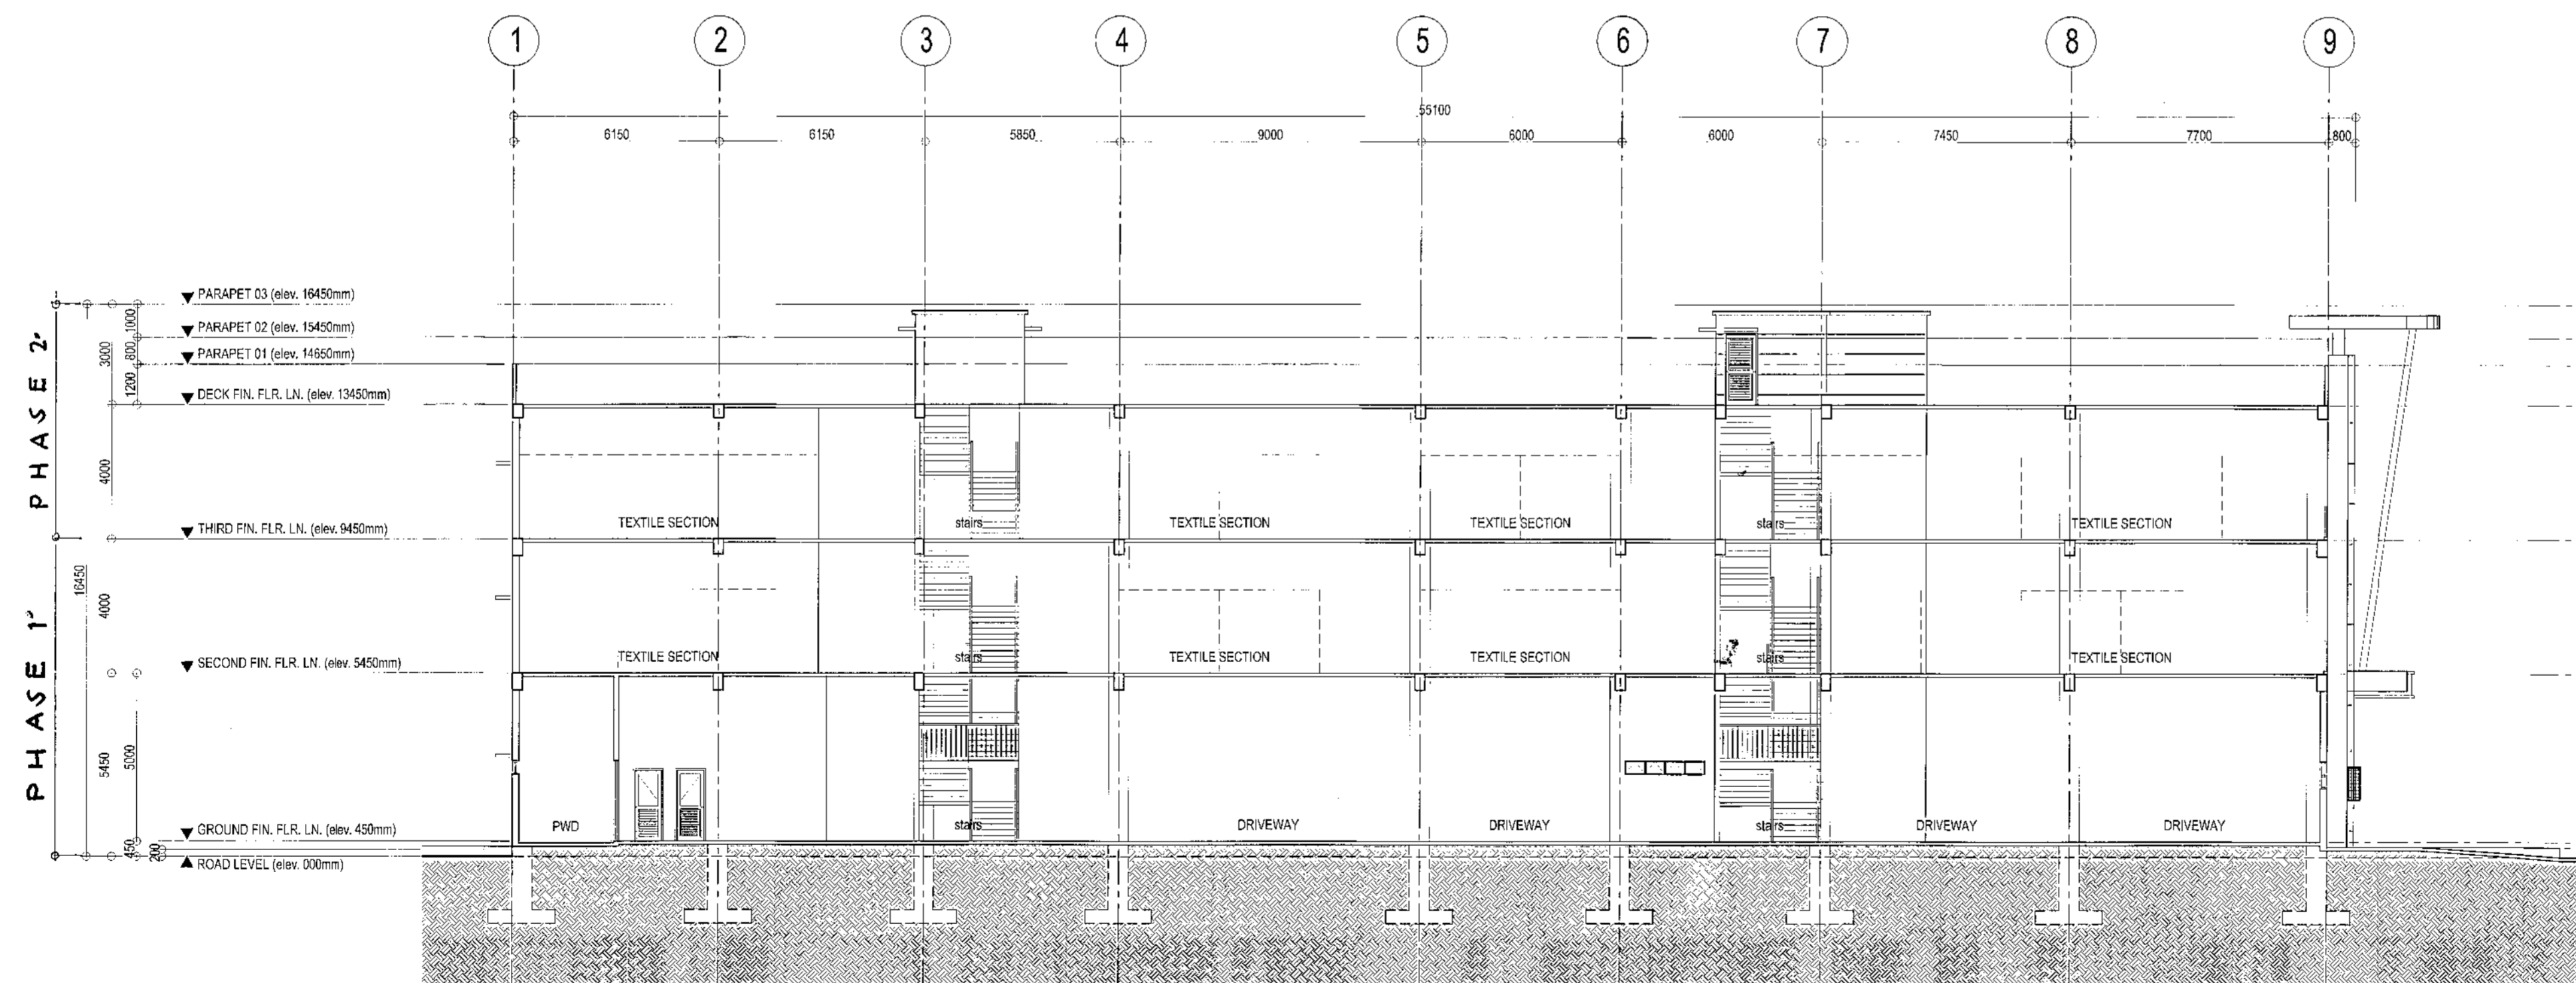 1 2 3 4 5 6 7 8 9
55100
6150 6150 5850 9000 6000 6000 7450 7700 800
PHASE 2
PHASE 1
PARAPET 03 (elev. 16450mm)
PARAPET 02 (elev. 15450mm)
PARAPET 01 (elev. 14650mm)
DECK FIN. FLR. LN. (elev. 13450mm)
THIRD FIN. FLR. LN. (elev. 9450mm)
SECOND FIN. FLR. LN. (elev. 5450mm)
GROUND FIN. FLR. LN. (elev. 450mm)
ROAD LEVEL (elev. 000mm)
1000
800
1200
3000
4000
4000
16450
5450
5000
450
200
TEXTILE SECTION stairs TEXTILE SECTION TEXTILE SECTION stairs TEXTILE SECTION
TEXTILE SECTION stairs TEXTILE SECTION TEXTILE SECTION stairs TEXTILE SECTION
PWD stairs DRIVEWAY DRIVEWAY stairs DRIVEWAY DRIVEWAY